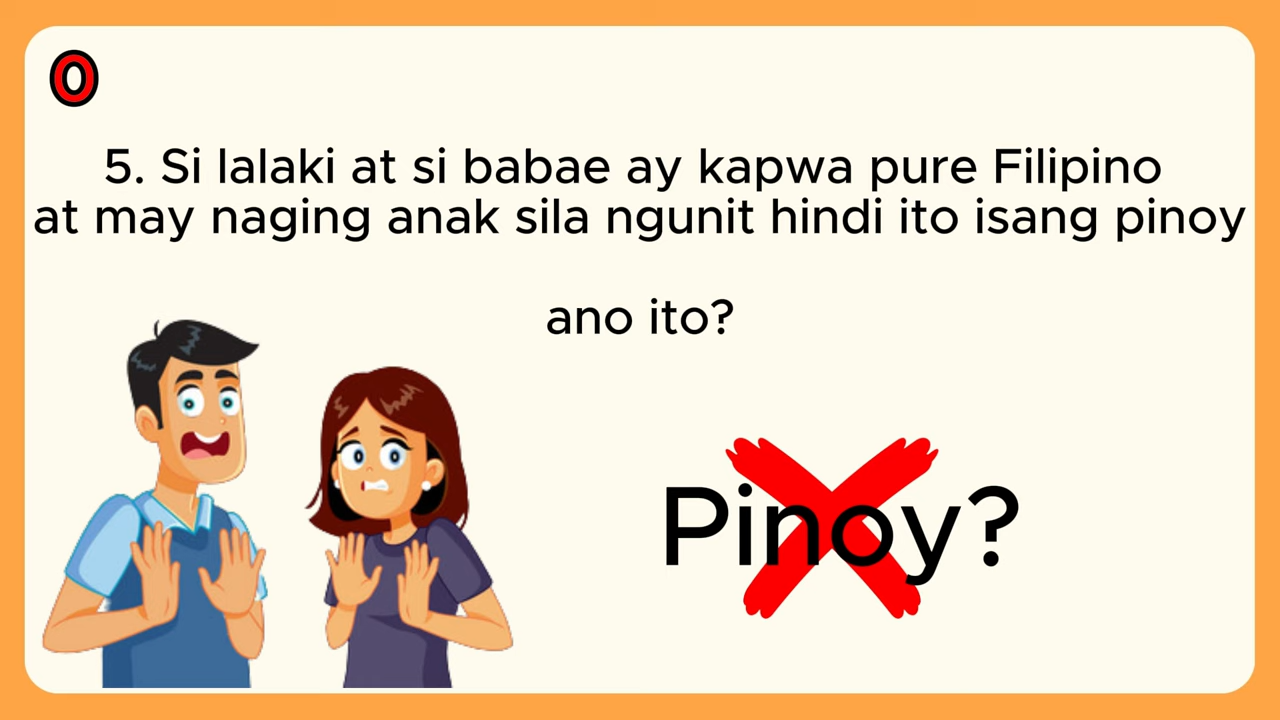 0
5. Si lalaki at si babae ay kapwa pure Filipino
at may naging anak sila ngunit hindi ito isang pinoy
ano ito?
Pinoy?